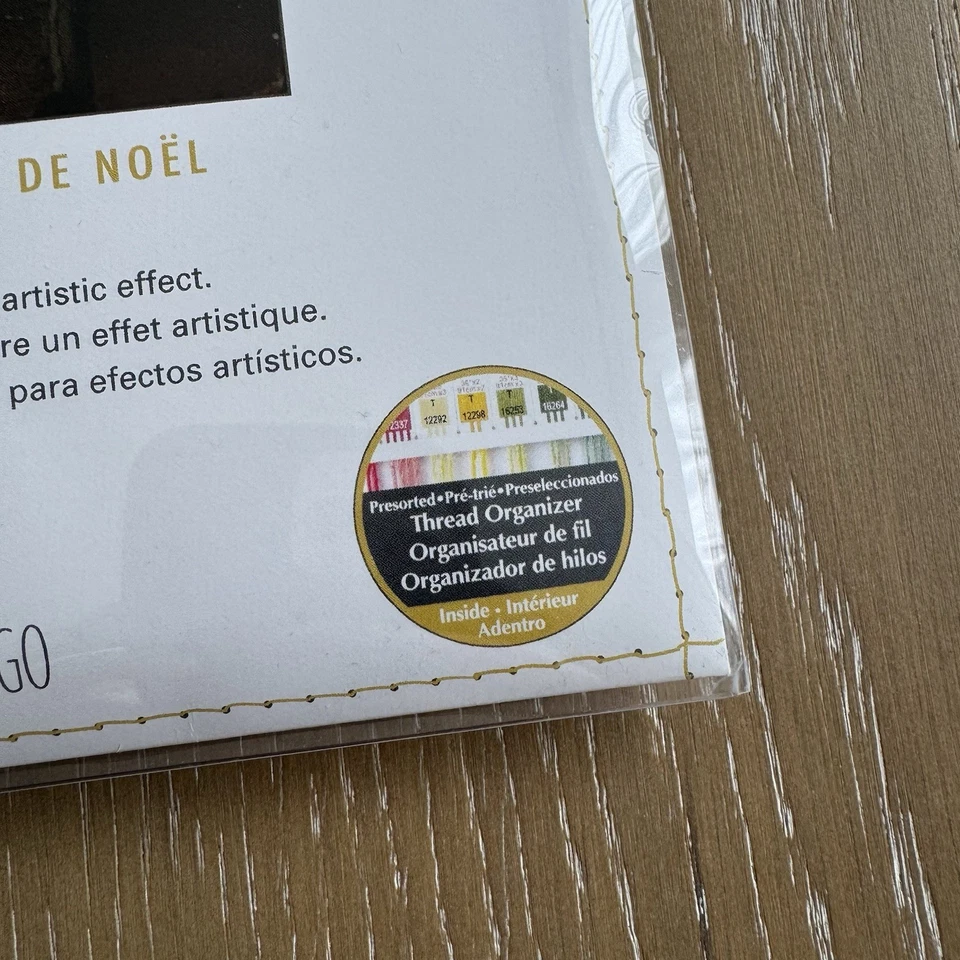 DE NOËL
artistic effect.
re un effet artistique.
para efectos artísticos.
T T T
2337 12292 12298 16253 16264
Presorted•Pré-trié•Preseleccionados
Thread Organizer
Organisateur de fil
Organizador de hilos
Inside • Intérieur
Adentro
GO